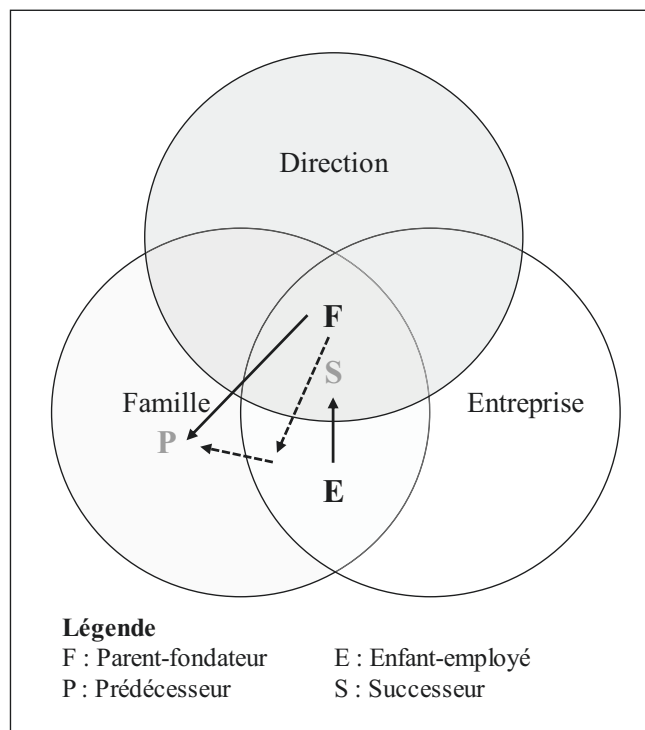 Direction
F
S
Famille
Entreprise
P
E
Légende
F : Parent-fondateur E : Enfant-employé
P : Prédécesseur S : Successeur